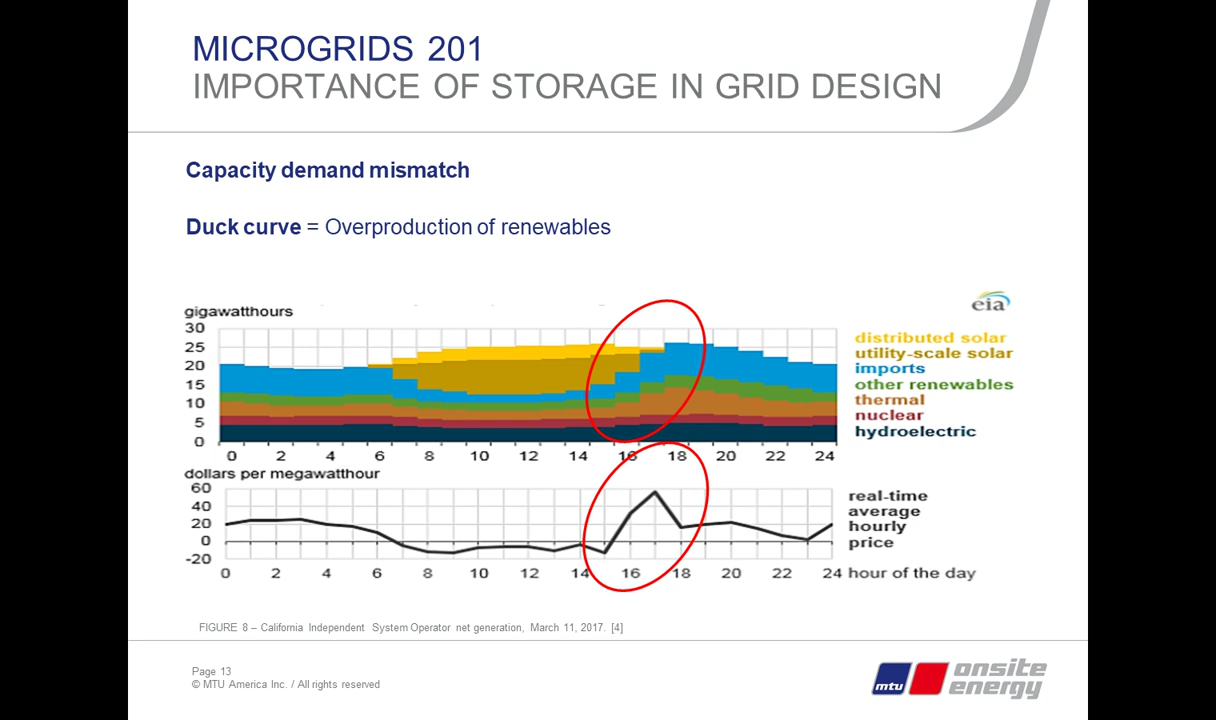 MICROGRIDS 201
IMPORTANCE OF STORAGE IN GRID DESIGN
Capacity demand mismatch
Duck curve = Overproduction of renewables
gigawatthours
eia
30
25
20
15
10
5
0
distributed solar
utility-scale solar
imports
other renewables
thermal
nuclear
hydroelectric
0 2 4 6 8 10 12 14 16 18 20 22 24
dollars per megawatthour
60
40
20
0
-20
real-time
average
hourly
price
0 2 4 6 8 10 12 14 16 18 20 22 24 hour of the day
FIGURE 8 – California Independent System Operator net generation, March 11, 2017. [4]
Page 13
© MTU America Inc. / All rights reserved
mtu onsite
energy